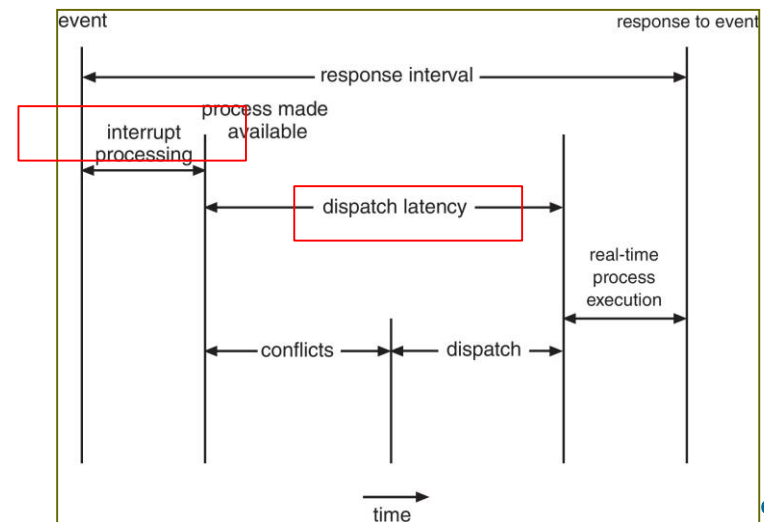 event
response to event
response interval
process made
available
interrupt
processing
dispatch latency
real-time
process
execution
conflicts
dispatch
time